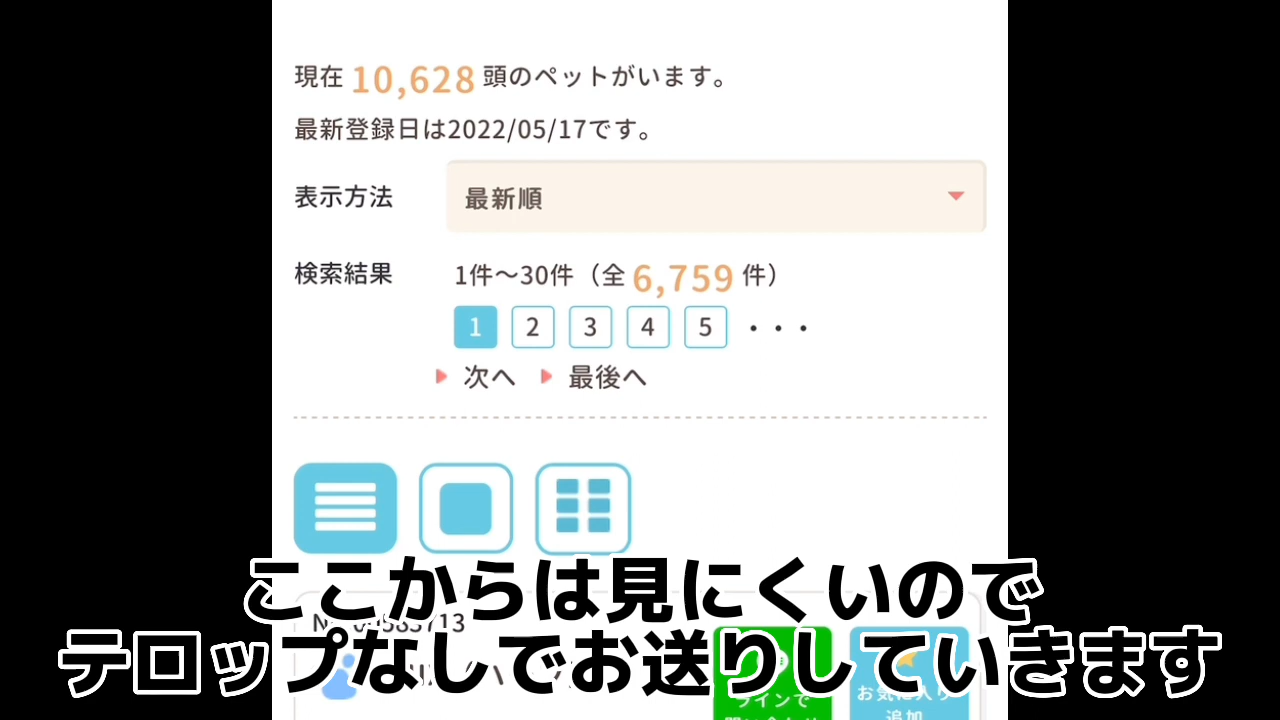 現在 10,628 頭のペットがいます。
最新登録日は2022/05/17です。
表示方法 最新順
検索結果 1件～30件（全 6,759 件）
1 2 3 4 5 ・・・
次へ 最後へ
ここからは見にくいので
テロップなしでお送りしていきます
追加